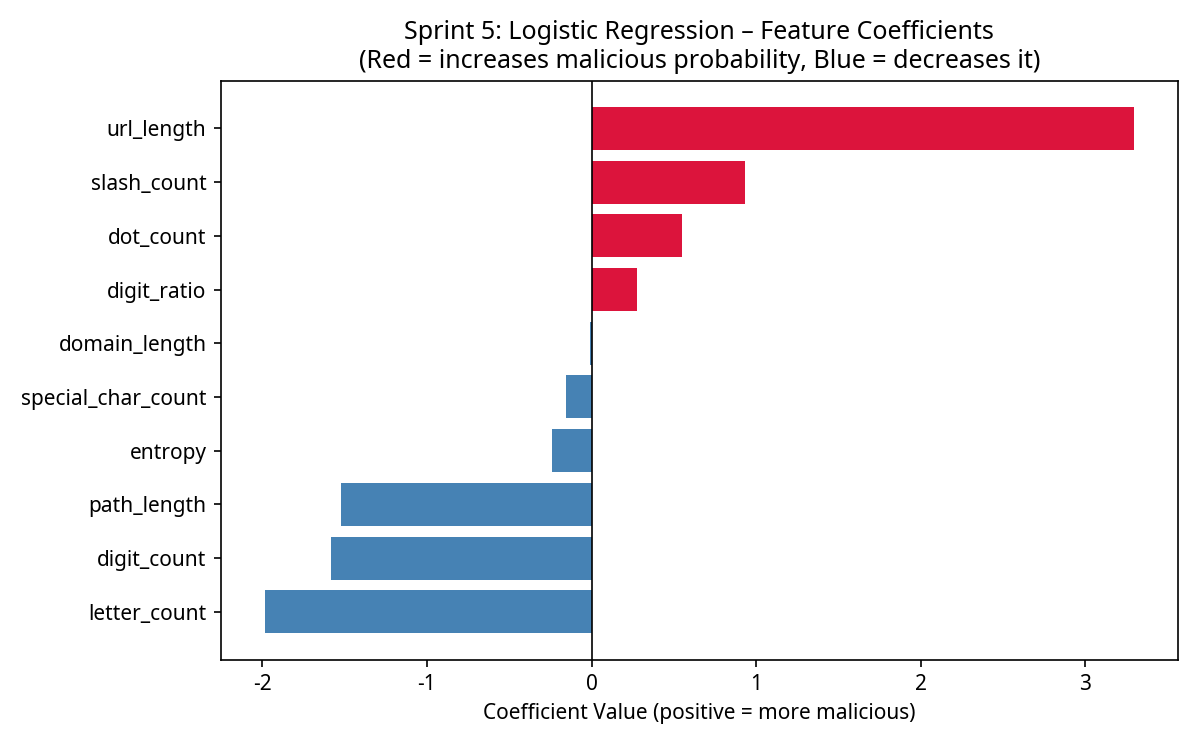 Sprint 5: Logistic Regression – Feature Coefficients
(Red = increases malicious probability, Blue = decreases it)
url_length
slash_count
dot_count
digit_ratio
domain_length
special_char_count
entropy
path_length
digit_count
letter_count
-2 -1 0 1 2 3
Coefficient Value (positive = more malicious)